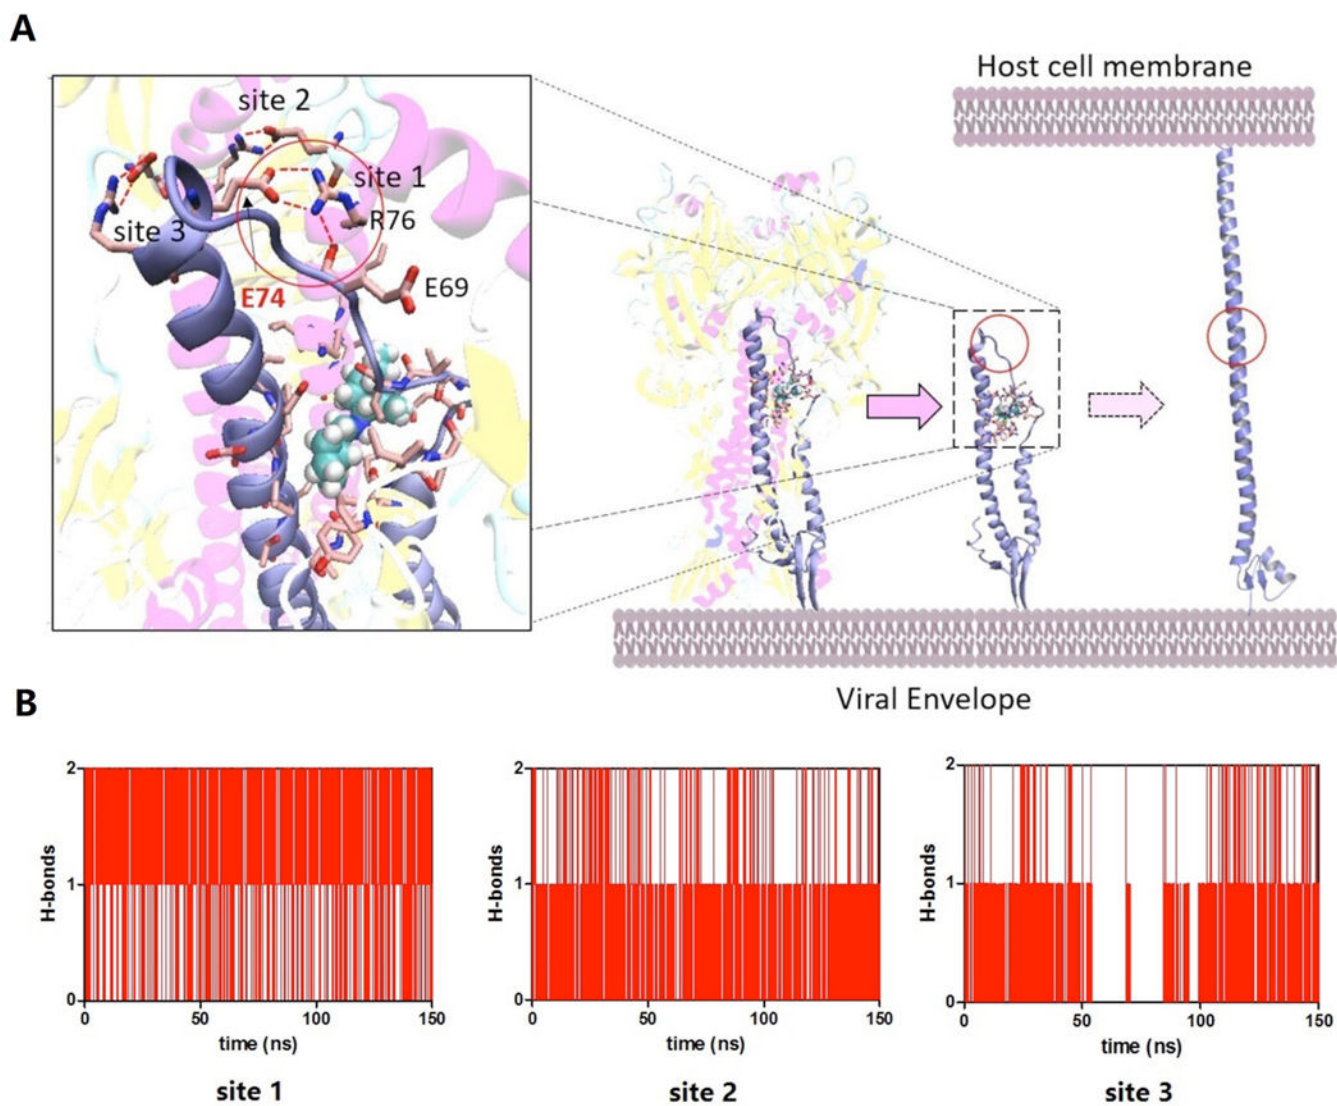 A
Host cell membrane
site 2
site 1
R76
site 3
E74
E69
Viral Envelope
B
2
1
0
H-bonds
0 50 100 150
time (ns)
site 1
2
1
0
H-bonds
0 50 100 150
time (ns)
site 2
2
1
0
H-bonds
0 50 100 150
time (ns)
site 3